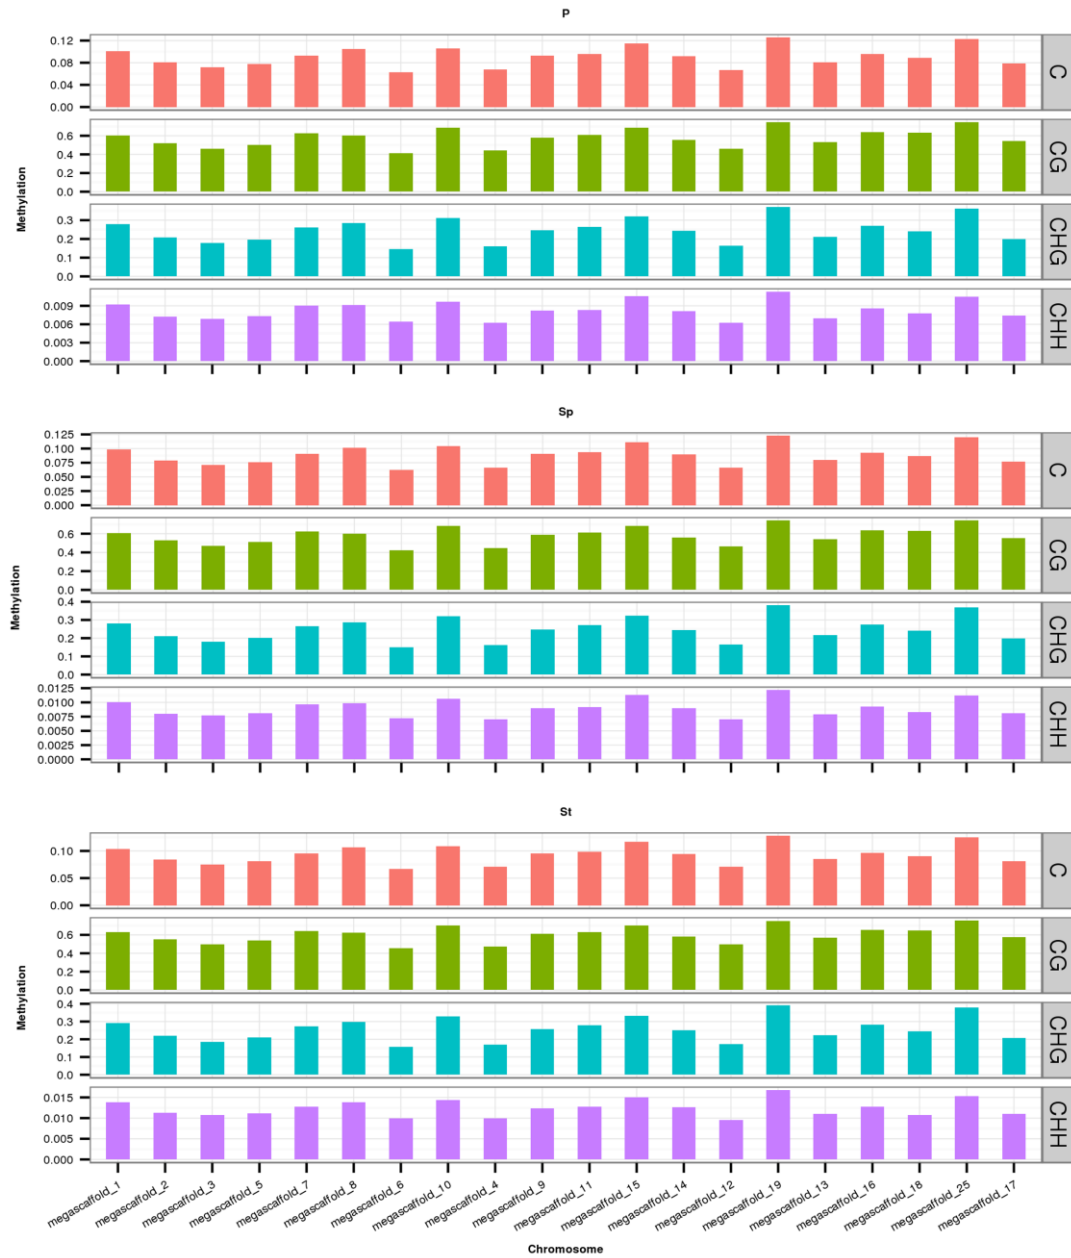 P
0.12
0.08
0.04
0.00
C
0.6
0.4
0.2
0.0
CG
0.3
0.2
0.1
0.0
CHG
0.009
0.006
0.003
0.000
CHH
Methylation
Sp
0.125
0.100
0.075
0.050
0.025
0.000
C
0.6
0.4
0.2
0.0
CG
0.4
0.3
0.2
0.1
0.0
CHG
0.0125
0.0100
0.0075
0.0050
0.0025
0.0000
CHH
Methylation
St
0.10
0.05
0.00
C
0.6
0.4
0.2
0.0
CG
0.4
0.3
0.2
0.1
0.0
CHG
0.015
0.010
0.005
0.000
CHH
Methylation
megascaffold_1
megascaffold_2
megascaffold_3
megascaffold_5
megascaffold_7
megascaffold_8
megascaffold_6
megascaffold_10
megascaffold_4
megascaffold_9
megascaffold_11
megascaffold_15
megascaffold_14
megascaffold_12
megascaffold_19
megascaffold_13
megascaffold_16
megascaffold_18
megascaffold_25
megascaffold_17
Chromosome